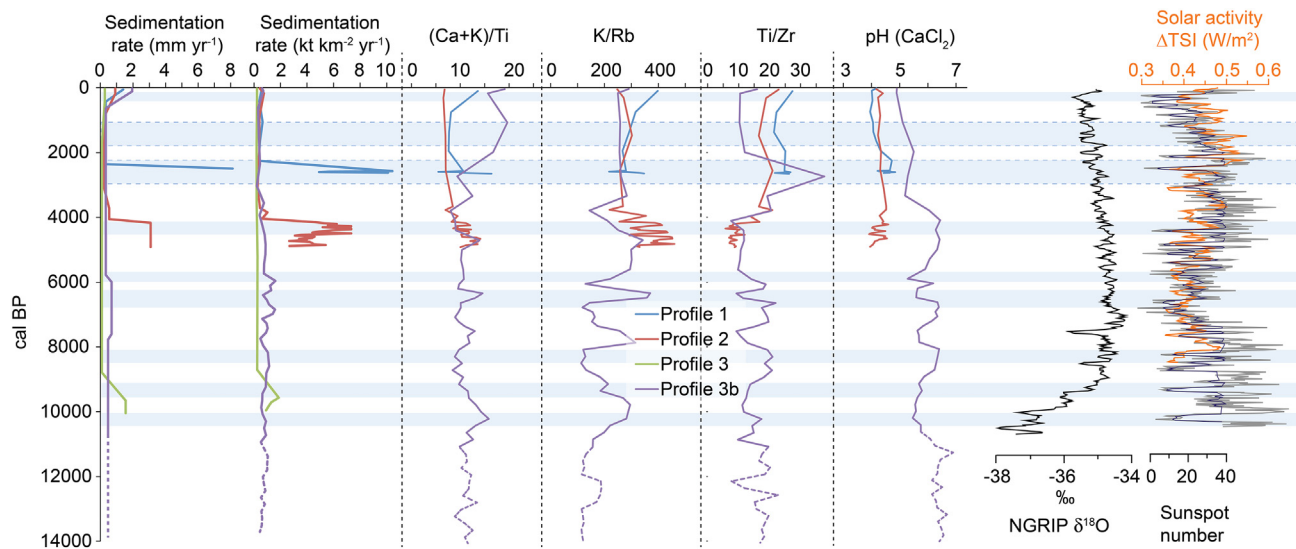 Sedimentation
rate (mm yr⁻¹)
Sedimentation
rate (kt km⁻² yr⁻¹)
(Ca+K)/Ti
K/Rb
Ti/Zr
pH (CaCl₂)
Solar activity
ΔTSI (W/m²)
0 2 4 6 8
0 2 4 6 8 10
0 10 20
0 200 400
0 10 20 30
3 4 5 6 7
0.3 0.4 0.5 0.6
cal BP
0
2000
4000
6000
8000
10000
12000
14000
Profile 1
Profile 2
Profile 3
Profile 3b
-38 -36 -34
‰
NGRIP δ¹⁸O
0 20 40
Sunspot
number